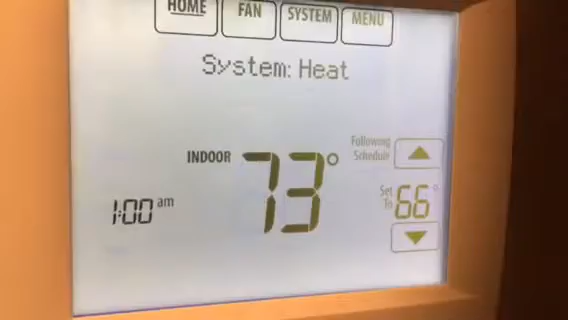 HOME FAN SYSTEM MENU
System: Heat
Following
Schedule
INDOOR 73°
Set
To 66°
1:00 am